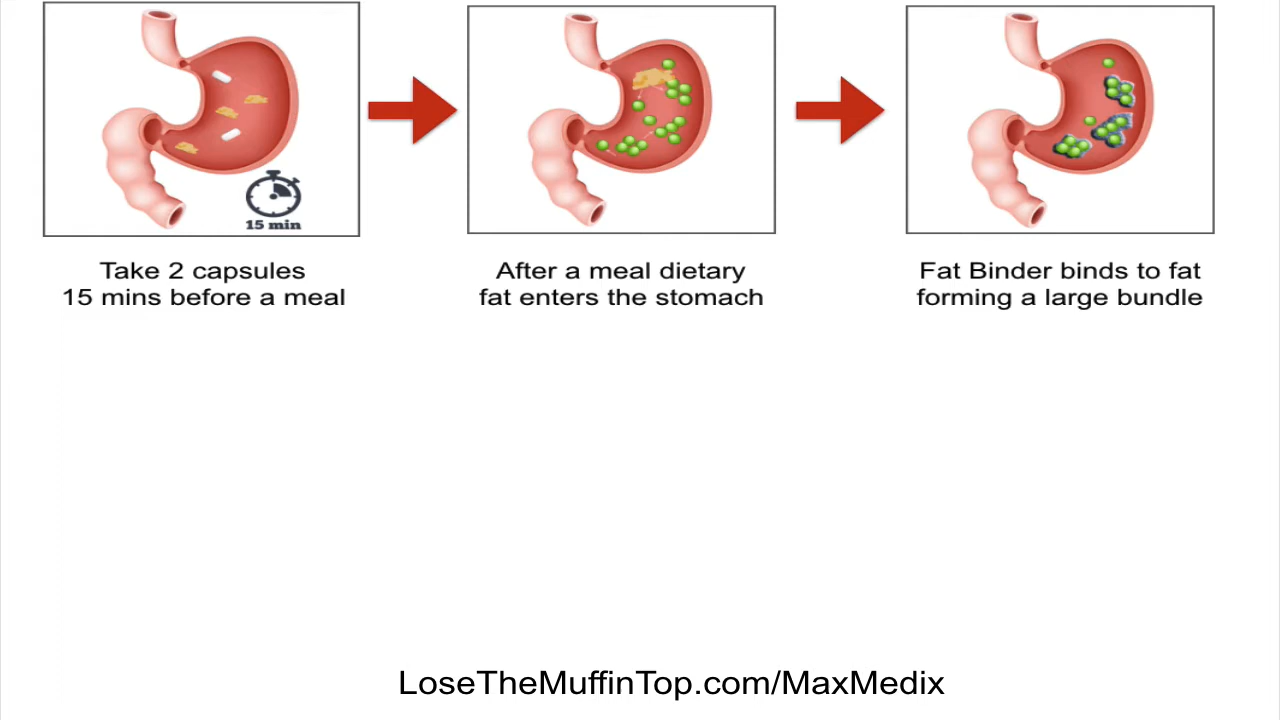 15 min
Take 2 capsules
15 mins before a meal
After a meal dietary
fat enters the stomach
Fat Binder binds to fat
forming a large bundle
LoseTheMuffinTop.com/MaxMedix